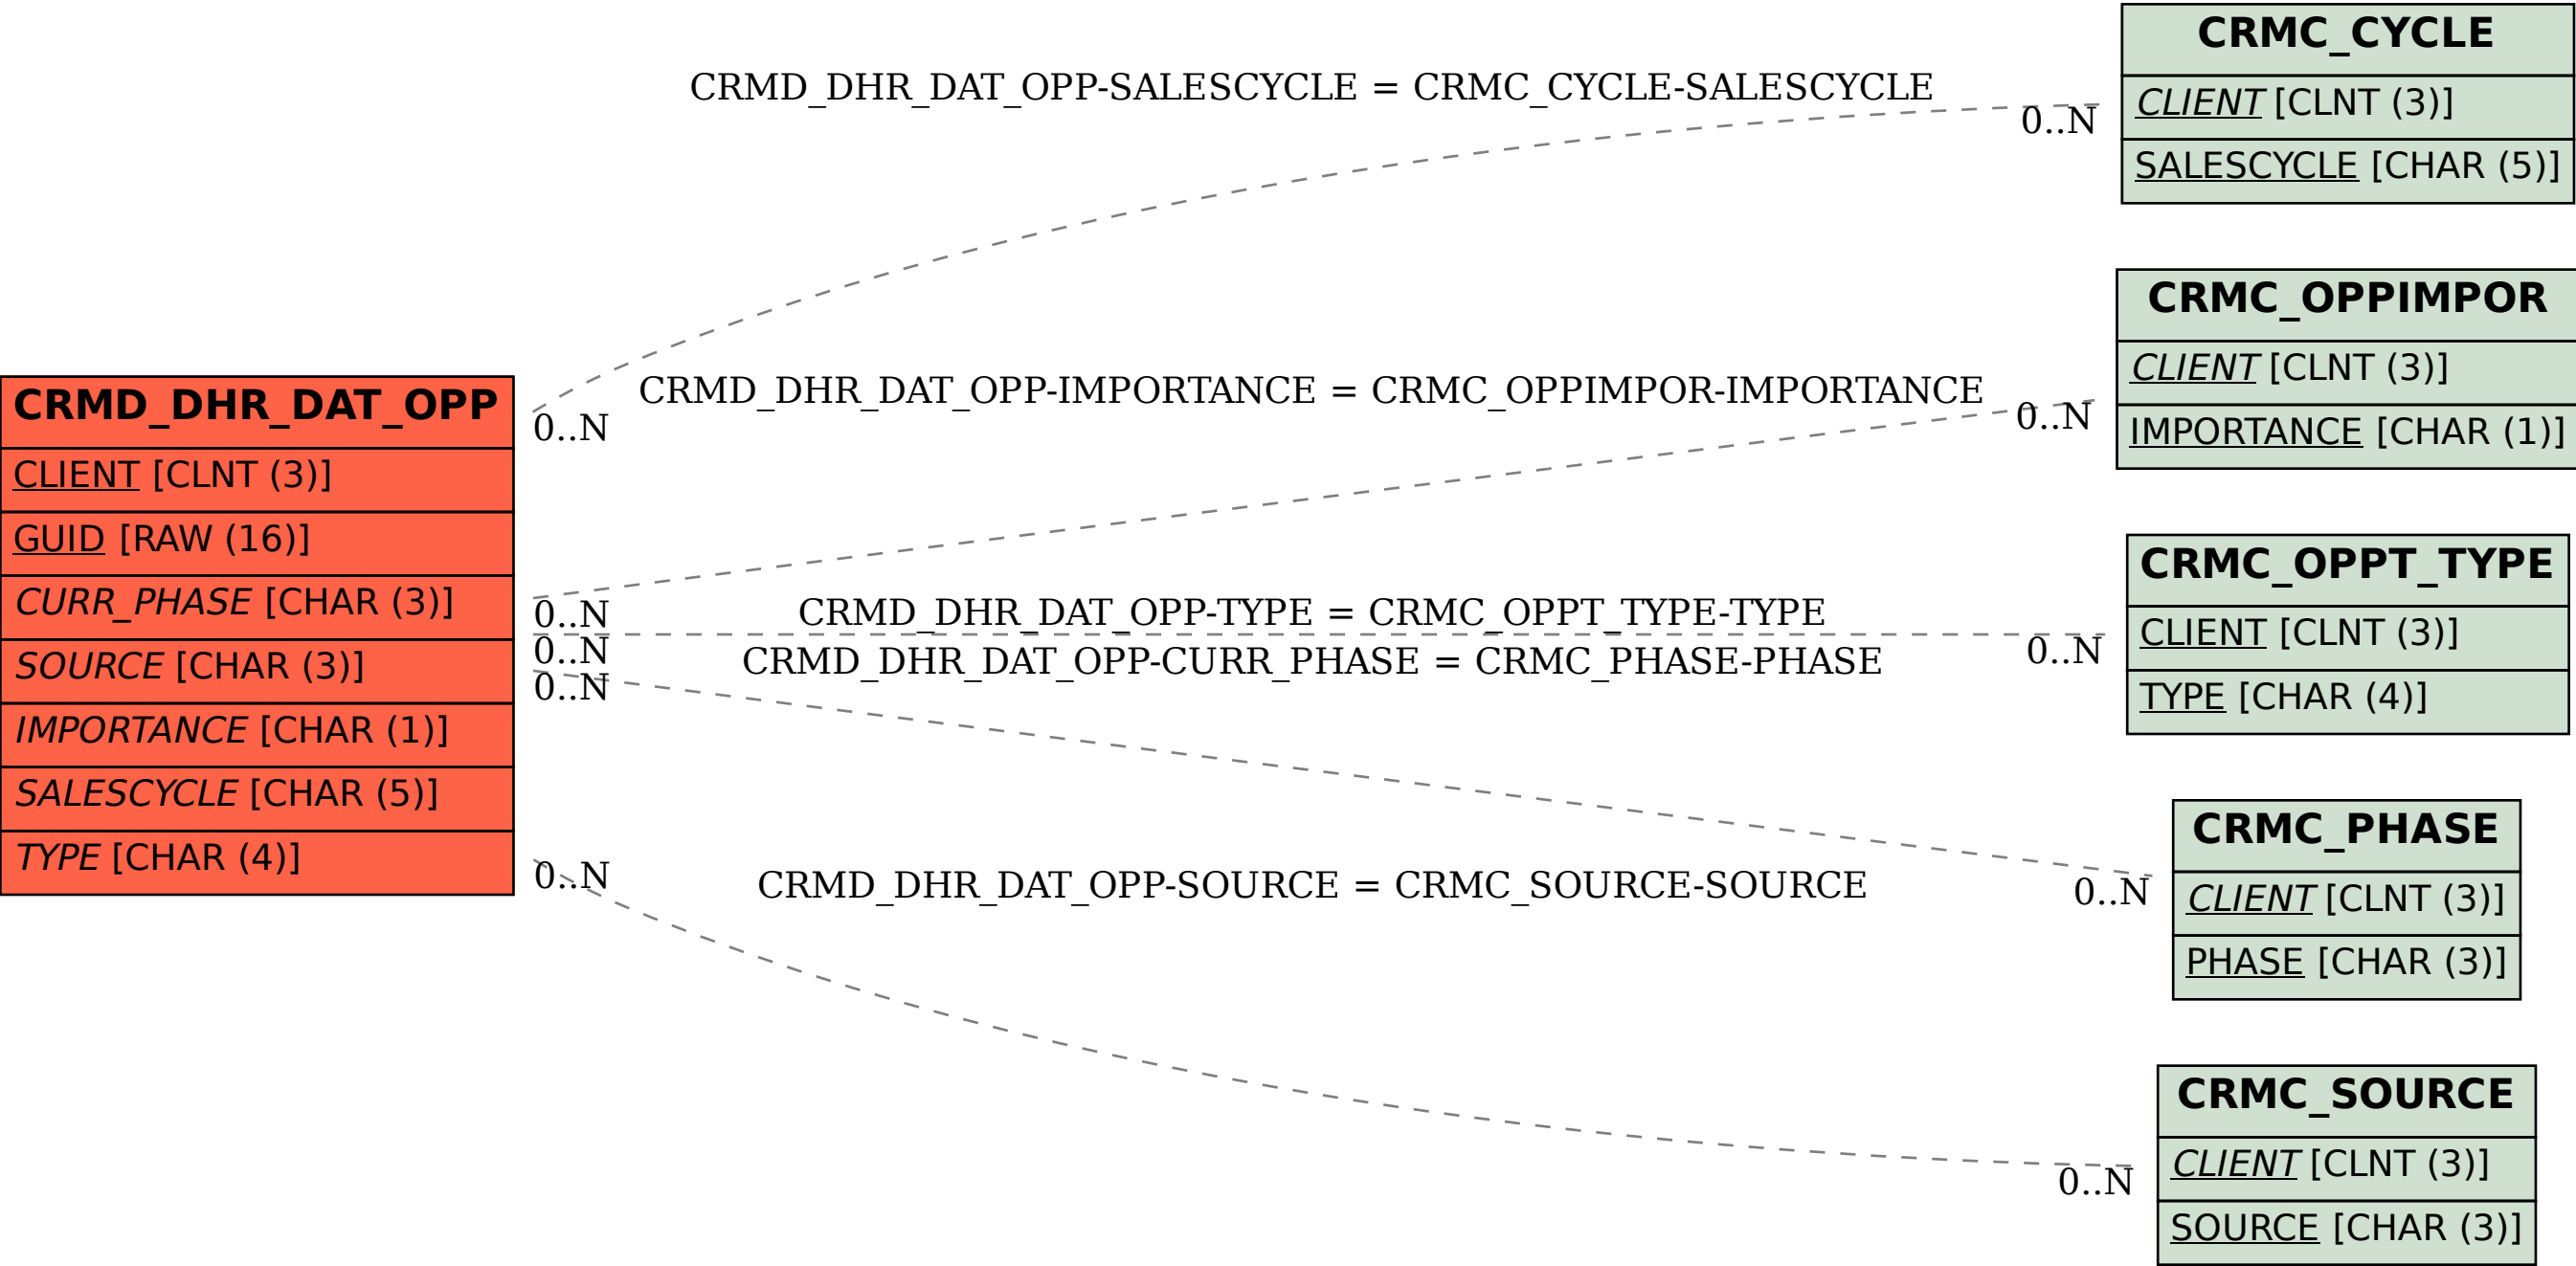 CRMD_DHR_DAT_OPP
CLIENT [CLNT (3)]
GUID [RAW (16)]
CURR_PHASE [CHAR (3)]
SOURCE [CHAR (3)]
IMPORTANCE [CHAR (1)]
SALESCYCLE [CHAR (5)]
TYPE [CHAR (4)]
CRMD_DHR_DAT_OPP-SALESCYCLE = CRMC_CYCLE-SALESCYCLE
0..N
0..N
CRMD_DHR_DAT_OPP-IMPORTANCE = CRMC_OPPIMPOR-IMPORTANCE
0..N
0..N
CRMD_DHR_DAT_OPP-TYPE = CRMC_OPPT_TYPE-TYPE
0..N
0..N
CRMD_DHR_DAT_OPP-CURR_PHASE = CRMC_PHASE-PHASE
0..N
0..N
CRMD_DHR_DAT_OPP-SOURCE = CRMC_SOURCE-SOURCE
0..N
0..N
CRMC_CYCLE
CLIENT [CLNT (3)]
SALESCYCLE [CHAR (5)]
CRMC_OPPIMPOR
CLIENT [CLNT (3)]
IMPORTANCE [CHAR (1)]
CRMC_OPPT_TYPE
CLIENT [CLNT (3)]
TYPE [CHAR (4)]
CRMC_PHASE
CLIENT [CLNT (3)]
PHASE [CHAR (3)]
CRMC_SOURCE
CLIENT [CLNT (3)]
SOURCE [CHAR (3)]